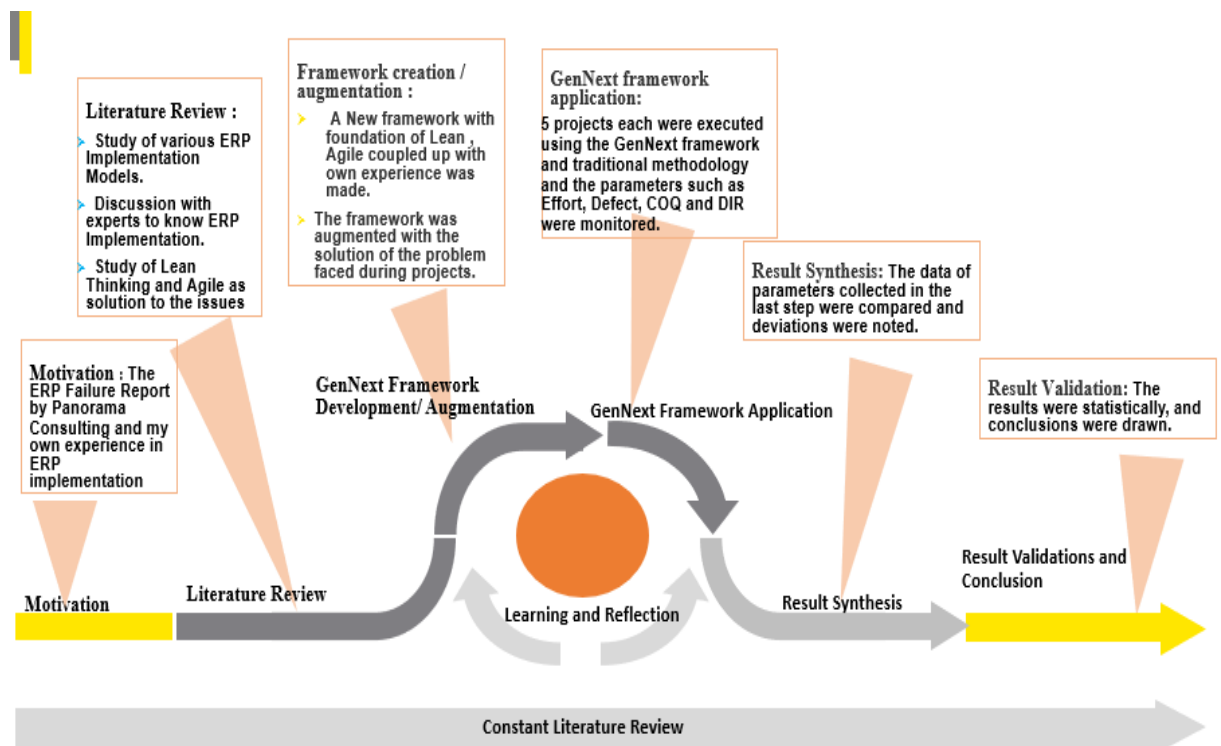 Literature Review :
Study of various ERP
Implementation
Models.
Discussion with
experts to know ERP
Implementation.
Study of Lean
Thinking and Agile as
solution to the issues
Framework creation /
augmentation :
A New framework with
foundation of Lean ,
Agile coupled up with
own experience was
made.
The framework was
augmented with the
solution of the problem
faced during projects.
GenNext framework
application:
5 projects each were executed
using the GenNext framework
and traditional methodology
and the parameters such as
Effort, Defect, COQ and DIR
were monitored.
Result Synthesis: The data of
parameters collected in the
last step were compared and
deviations were noted.
Motivation : The
ERP Failure Report
by Panorama
Consulting and my
own experience in
ERP
implementation
Result Validation: The
results were statistically, and
conclusions were drawn.
GenNext Framework
Development/ Augmentation
GenNext Framework Application
Motivation
Literature Review
Learning and Reflection
Result Synthesis
Result Validations and
Conclusion
Constant Literature Review